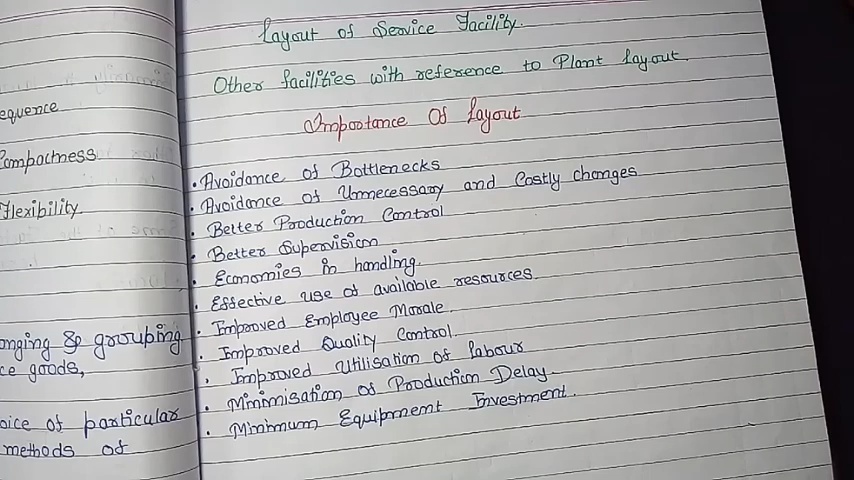 equence
Compactness
Flexibility
onging & grouping
ce goods,
oice of particular
methods of
Layout of Service Facility.
Other facilities with reference to Plant Layout.
Importance Of Layout
• Avoidance of Bottlenecks
• Avoidance of Unnecessary and Costly changes
• Better Production Control
• Better Supervision
• Economies in handling.
• Effective use of available resources.
• Improved Employee Morale.
• Improved Quality Control
• Improved Utilisation of labour
• Minimisation of Production Delay.
• Minimum Equipment Investment.